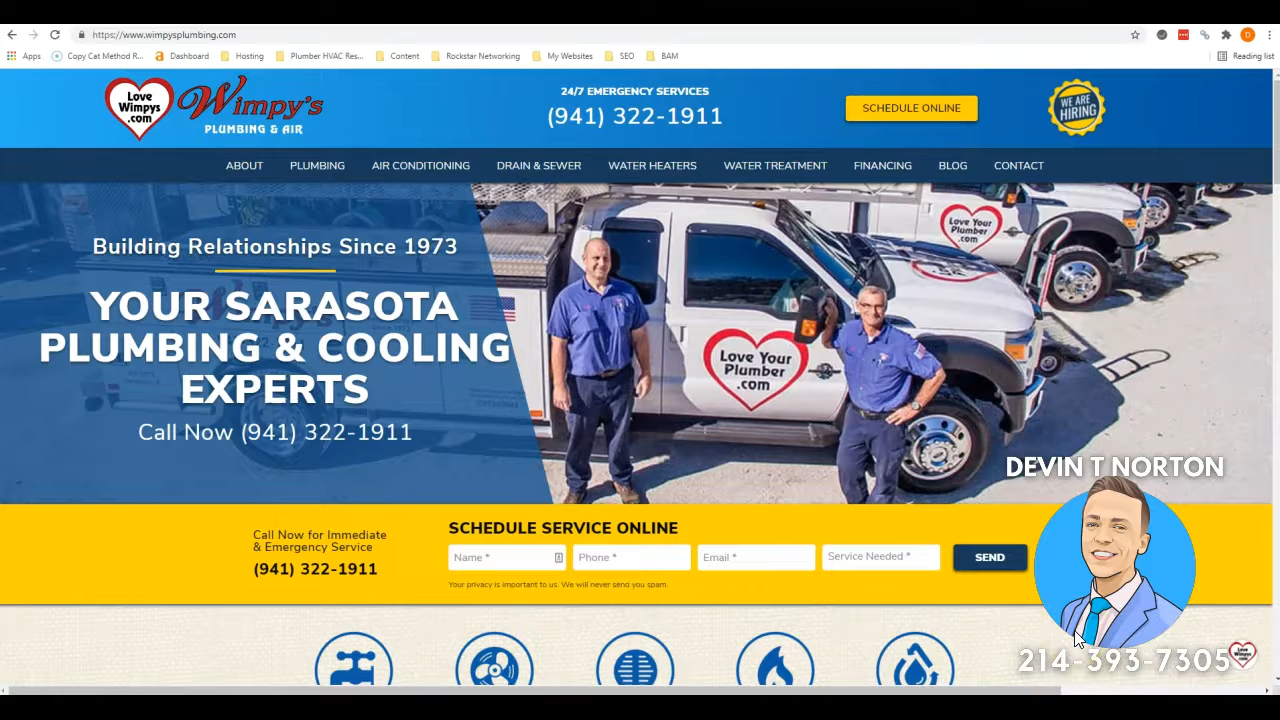 https://www.wimpysplumbing.com
Apps
Copy Cat Method R...
Dashboard
Hosting
Plumber HVAC Res...
Content
Rockstar Networking
My Websites
SEO
BAM
Reading list
Love
Wimpys
.com
Wimpy's
PLUMBING & AIR
24/7 EMERGENCY SERVICES
(941) 322-1911
SCHEDULE ONLINE
WE ARE
HIRING
ABOUT
PLUMBING
AIR CONDITIONING
DRAIN & SEWER
WATER HEATERS
WATER TREATMENT
FINANCING
BLOG
CONTACT
Building Relationships Since 1973
YOUR SARASOTA
PLUMBING & COOLING
EXPERTS
Call Now (941) 322-1911
Love Your
Plumber
.com
Love Your
Plumber
.com
DEVIN T NORTON
Call Now for Immediate
& Emergency Service
(941) 322-1911
SCHEDULE SERVICE ONLINE
Name *
Phone *
Email *
Service Needed *
SEND
Your privacy is important to us. We will never send you spam.
214-393-7305